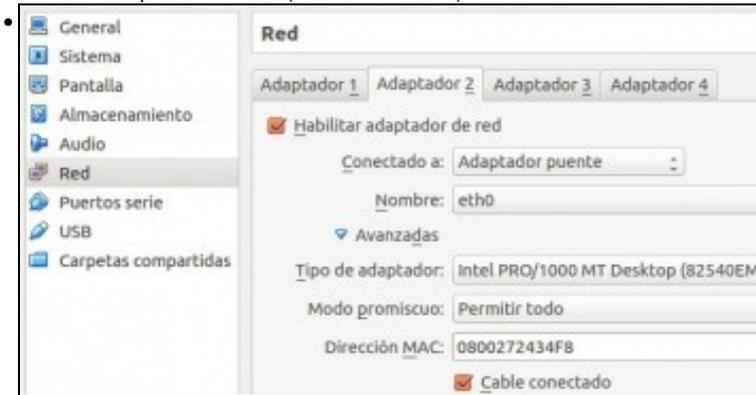 General
Sistema
Pantalla
Almacenamiento
Audio
Red
Puertos serie
USB
Carpetas compartidas
Red
Adaptador 1 Adaptador 2 Adaptador 3 Adaptador 4
Habilitar adaptador de red
Conectado a: Adaptador puente
Nombre: eth0
Avanzadas
Tipo de adaptador: Intel PRO/1000 MT Desktop (82540EM
Modo promiscuo: Permitir todo
Dirección MAC: 0800272434F8
Cable conectado